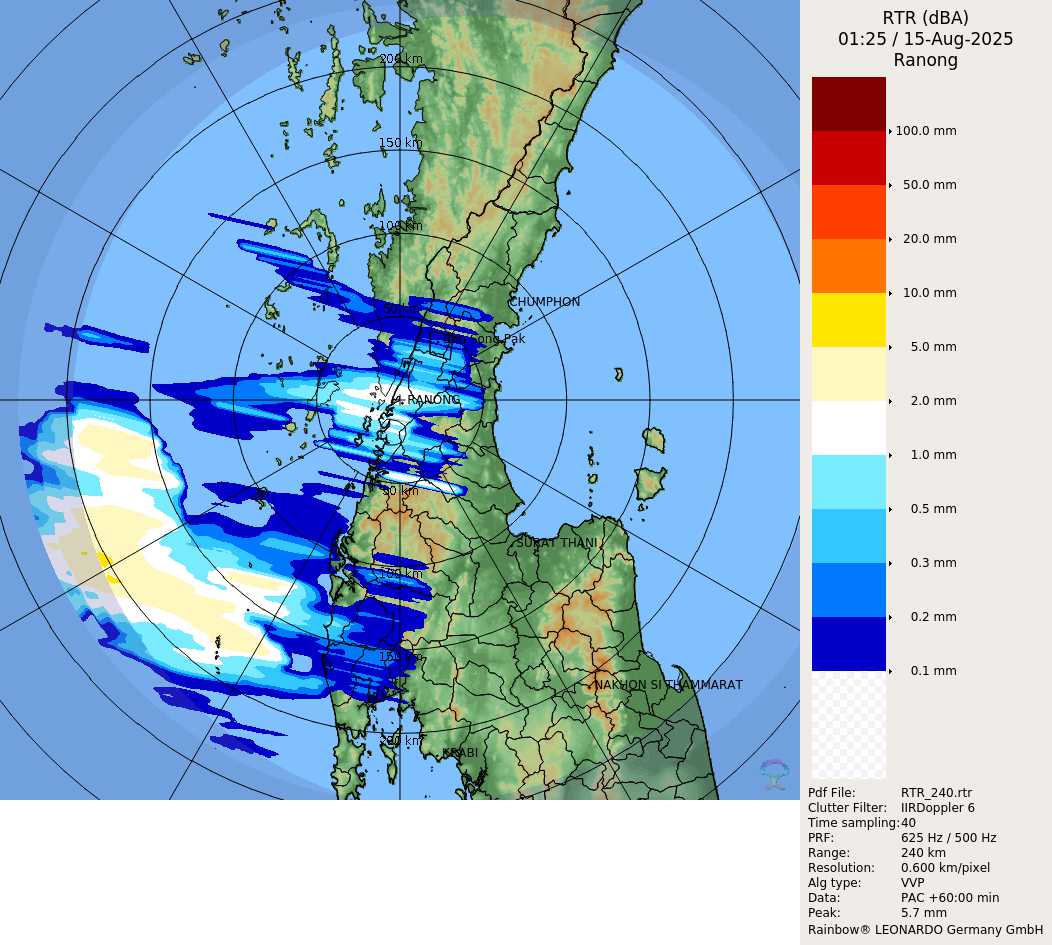 RTR (dBA)
01:25 / 15-Aug-2025
Ranong
100.0 mm
50.0 mm
20.0 mm
10.0 mm
5.0 mm
2.0 mm
1.0 mm
0.5 mm
0.3 mm
0.2 mm
0.1 mm
Pdf File: RTR_240.rtr
Clutter Filter: IIRDoppler 6
Time sampling: 40
PRF: 625 Hz / 500 Hz
Range: 240 km
Resolution: 0.600 km/pixel
Alg type: VVP
Data: PAC +60:00 min
Peak: 5.7 mm
Rainbow® LEONARDO Germany GmbH
200 km
150 km
100 km
CHUMPHON
50 km
Song Pak
RANONG
50 km
SURAT THANI
100 km
150 km
NAKHON SI THAMMARAT
200 km
KRABI